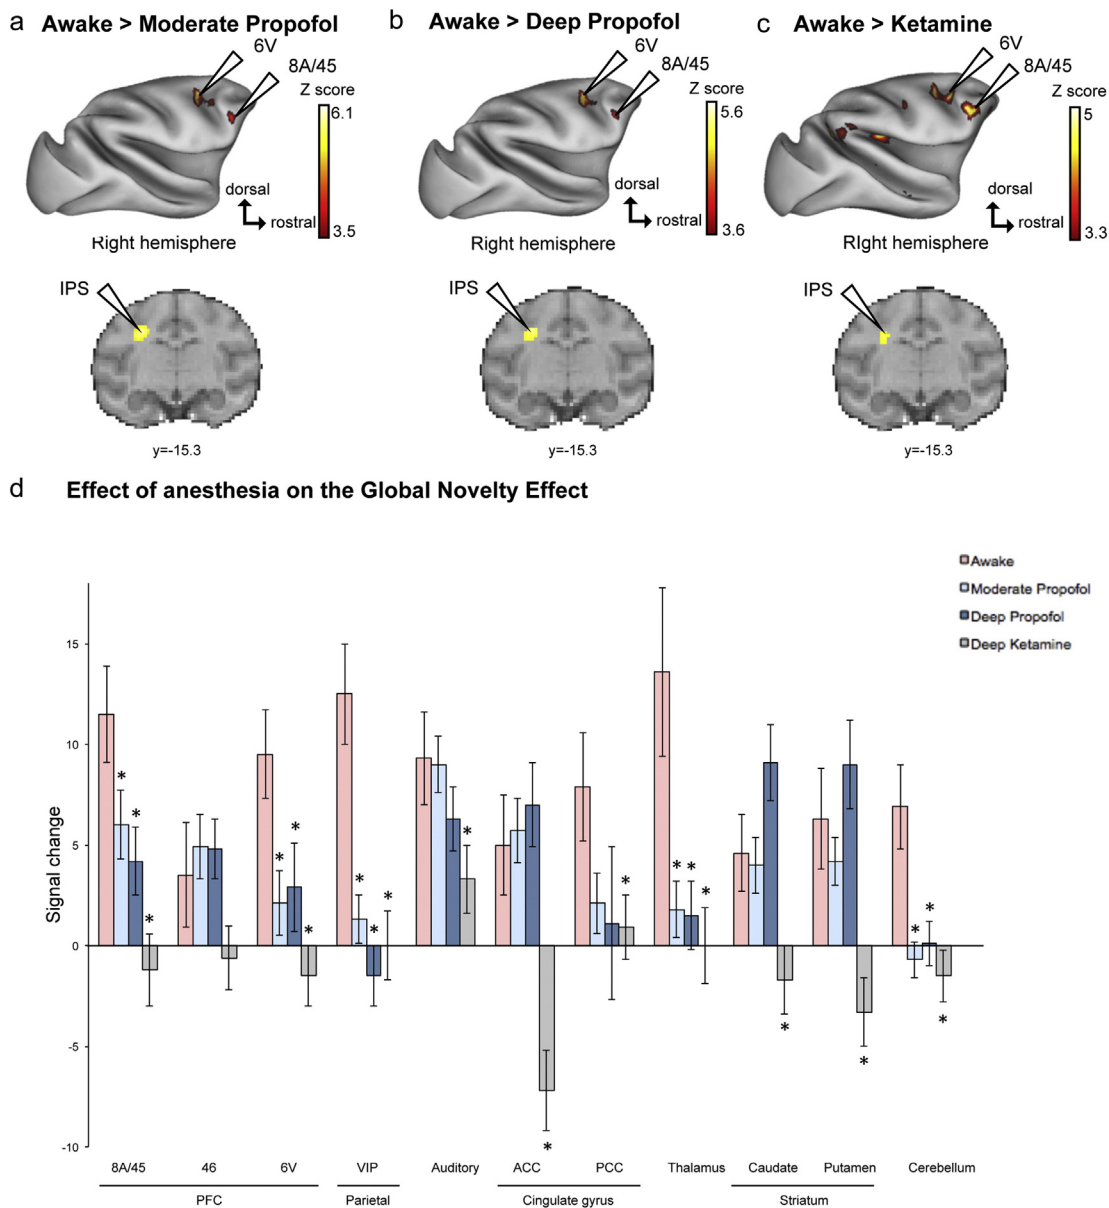 a Awake > Moderate Propofol
6V
8A/45
Z score
6.1
dorsal
rostral
3.5
Right hemisphere
IPS
y=-15.3
b Awake > Deep Propofol
6V
8A/45
Z score
5.6
dorsal
rostral
3.6
Right hemisphere
IPS
y=-15.3
c Awake > Ketamine
6V
8A/45
Z score
5
dorsal
rostral
3.3
RIght hemisphere
IPS
y=-15.3
d Effect of anesthesia on the Global Novelty Effect
Awake
Moderate Propofol
Deep Propofol
Deep Ketamine
Signal change
15
10
5
0
-5
-10
* * * * * * * * * * * * * * * * * * * *
8A/45 46 6V VIP Auditory ACC PCC Thalamus Caudate Putamen Cerebellum
PFC Parietal Cingulate gyrus Striatum